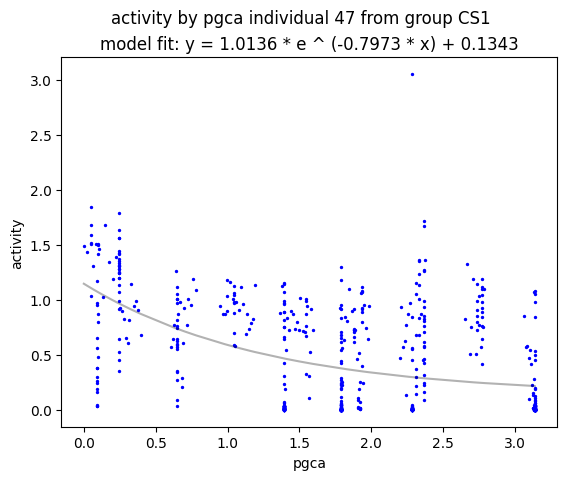 activity by pgca individual 47 from group CS1
model fit: y = 1.0136 * e ^ (-0.7973 * x) + 0.1343
3.0
2.5
2.0
1.5
1.0
0.5
0.0
activity
0.0 0.5 1.0 1.5 2.0 2.5 3.0
pgca